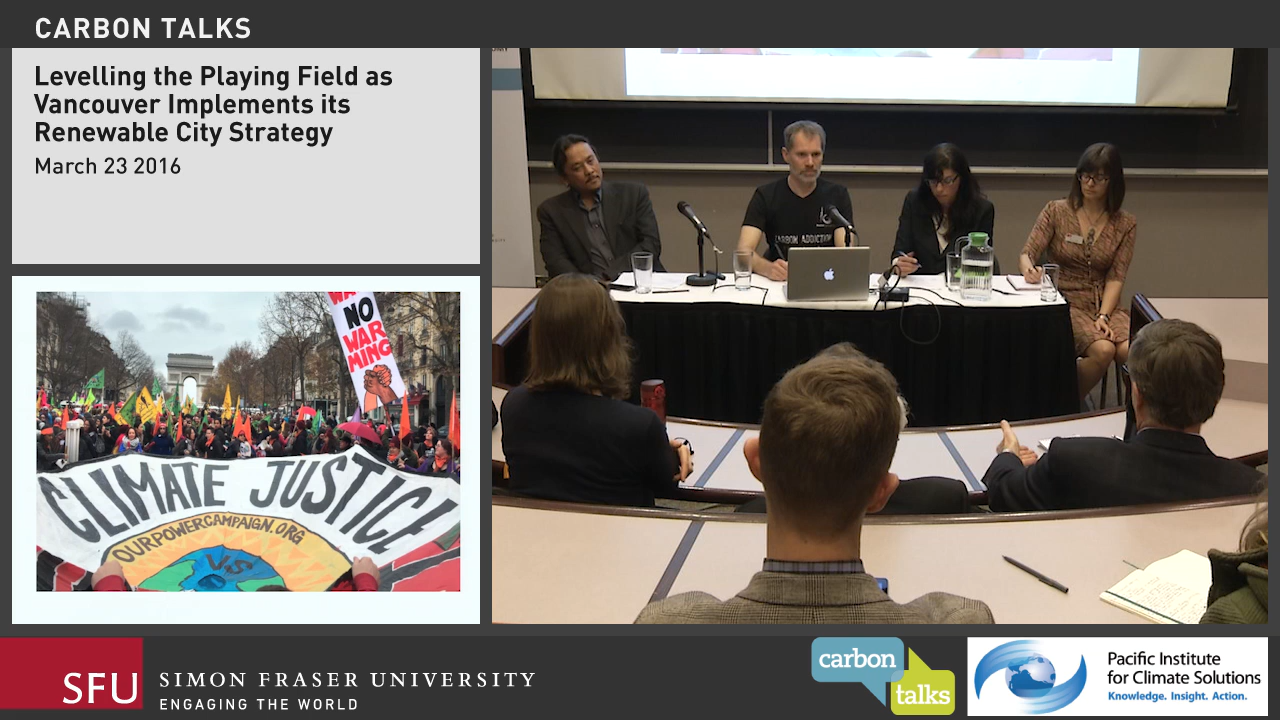 CARBON TALKS
Levelling the Playing Field as
Vancouver Implements its
Renewable City Strategy
March 23 2016
NO
WAR
MING
CLIMATE JUSTICE
OURPOWERCAMPAIGN.ORG
U.S
CARBON ADDICTION
SFU
SIMON FRASER UNIVERSITY
ENGAGING THE WORLD
carbon
talks
Pacific Institute
for Climate Solutions
Knowledge. Insight. Action.